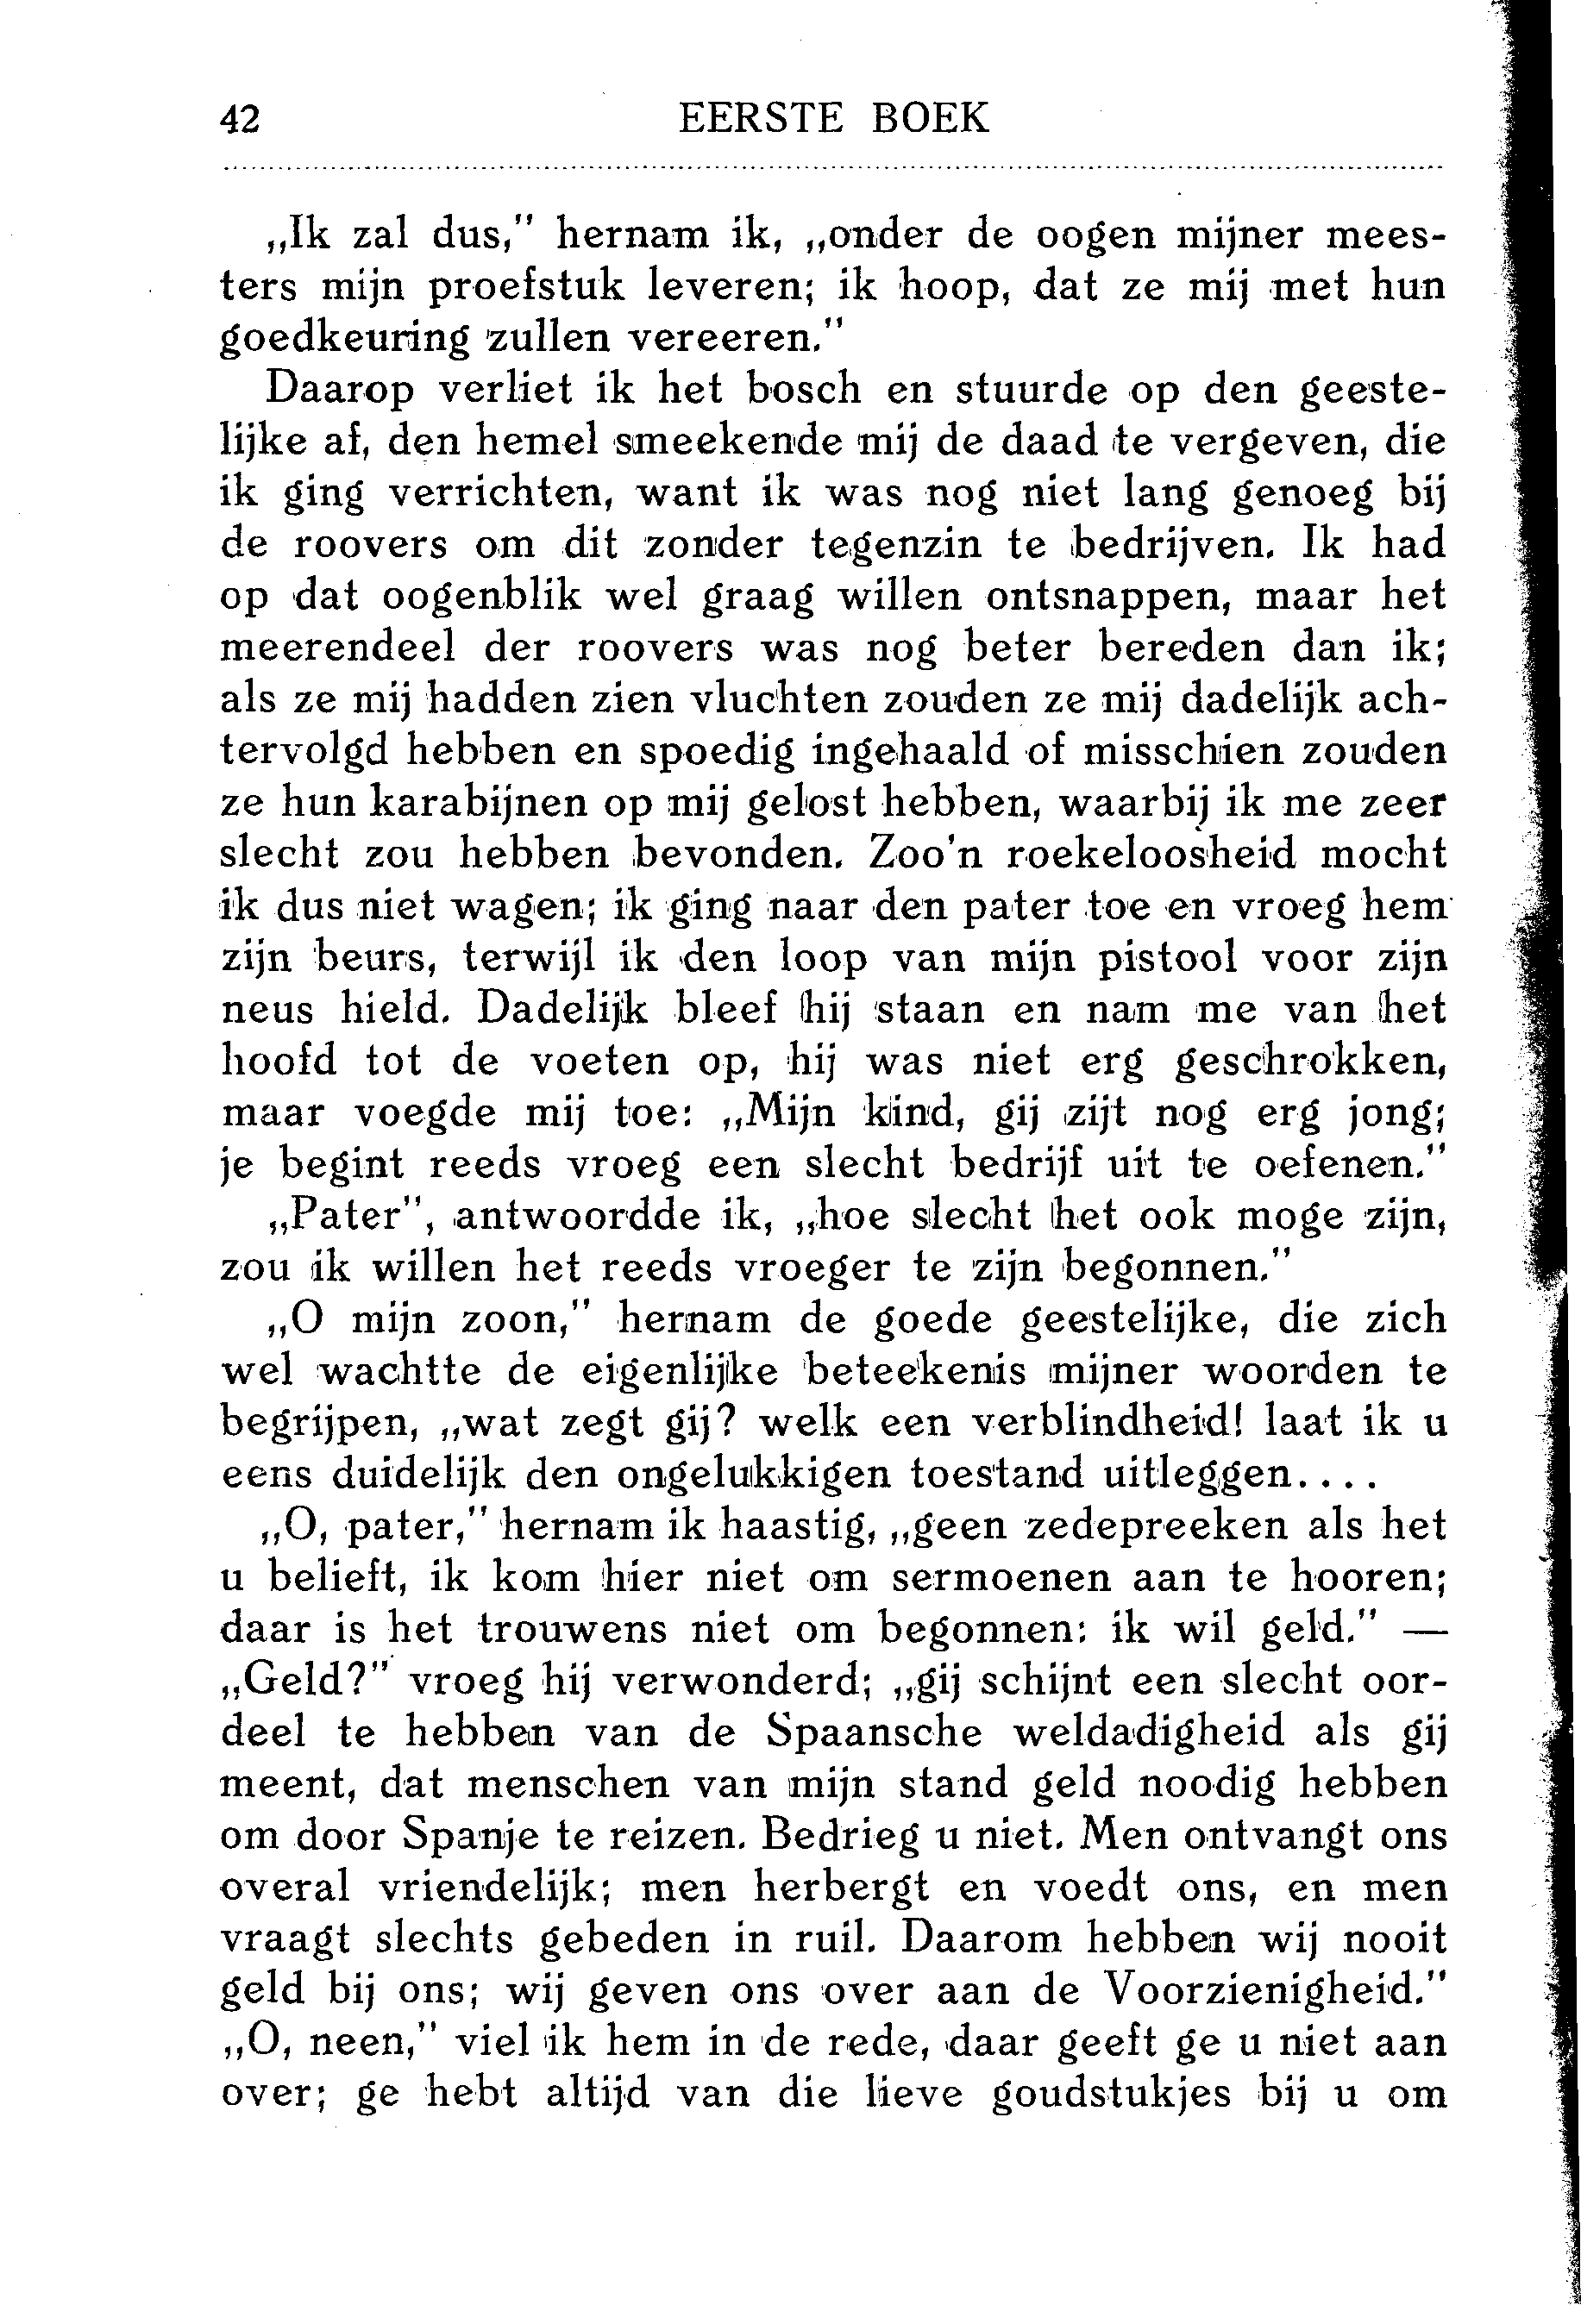 42 EERSTE BOEK
„Ik zal dus,” hernam ik, „onder de oogen mijner mees-
ters mijn proefstuk leveren; ik hoop, dat ze mij met hun
goedkeuring zullen vereeren.”
Daarop verliet ik het bosch en stuurde op den geeste-
lijke af, den hemel smeekende mij de daad te vergeven, die
ik ging verrichten, want ik was nog niet lang genoeg bij
de roovers om dit zonder tegenzin te bedrijven. Ik had
op dat oogenblik wel graag willen ontsnappen, maar het
meerendeel der roovers was nog beter bereden dan ik;
als ze mij hadden zien vluchten zouden ze mij dadelijk ach-
tervolgd hebben en spoedig ingehaald of misschien zouden
ze hun karabijnen op mij gelost hebben, waarbij ik me zeer
slecht zou hebben bevonden. Zoo'n roekeloosheid mocht
ik dus niet wagen; ik ging naar den pater toe en vroeg hem
zijn beurs, terwijl ik den loop van mijn pistool voor zijn
neus hield. Dadelijk bleef hij staan en nam me van het
hoofd tot de voeten op, hij was niet erg geschrokken,
maar voegde mij toe: „Mijn kind, gij zijt nog erg jong;
je begint reeds vroeg een slecht bedrijf uit te oefenen.”
„Pater”, antwoordde ik, „hoe slecht het ook moge zijn,
zou ik willen het reeds vroeger te zijn begonnen.”
„O mijn zoon,” hernam de goede geestelijke, die zich
wel wachtte de eigenlijke beteekenis mijner woorden te
begrijpen, „wat zegt gij? welk een verblindheid! laat ik u
eens duidelijk den ongelukkigen toestand uitleggen....
„O, pater,” hernam ik haastig, „geen zedepreeken als het
u belieft, ik kom hier niet om sermoenen aan te hooren;
daar is het trouwens niet om begonnen: ik wil geld.” —
„Geld?” vroeg hij verwonderd; „gij schijnt een slecht oor-
deel te hebben van de Spaansche weldadigheid als gij
meent, dat menschen van mijn stand geld noodig hebben
om door Spanje te reizen. Bedrieg u niet. Men ontvangt ons
overal vriendelijk; men herbergt en voedt ons, en men
vraagt slechts gebeden in ruil. Daarom hebben wij nooit
geld bij ons; wij geven ons over aan de Voorzienigheid.”
„O, neen,” viel ik hem in de rede, daar geeft ge u niet aan
over; ge hebt altijd van die lieve goudstukjes bij u om